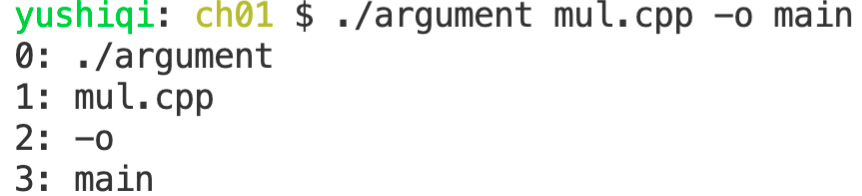 yushiqi: ch01 $ ./argument mul.cpp -o main
0: ./argument
1: mul.cpp
2: -o
3: main